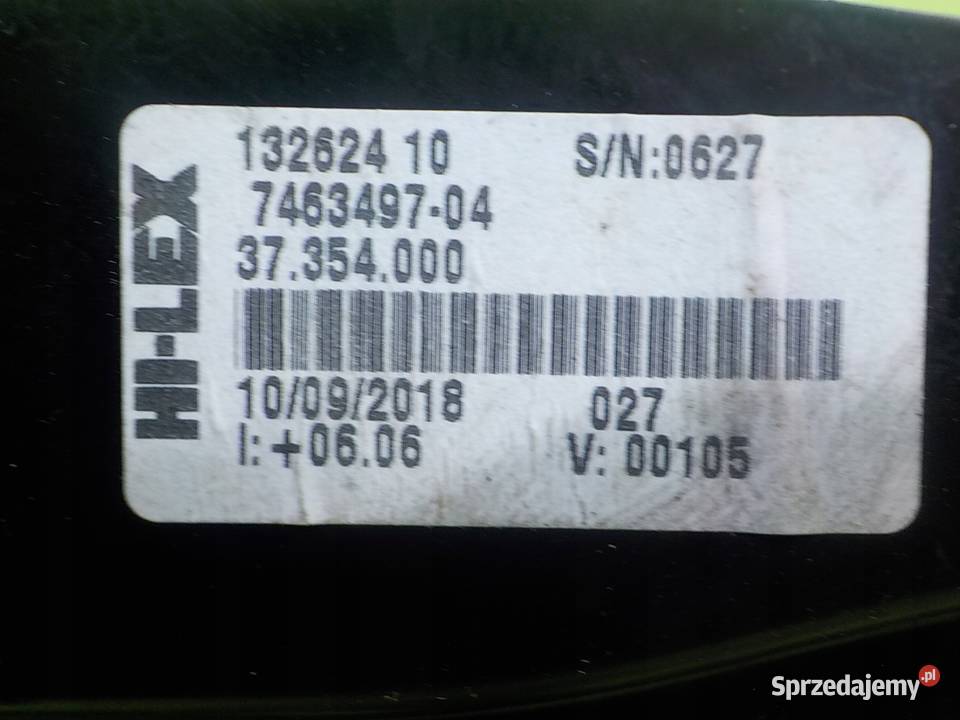 HI-LEX
132624 10 S/N:0627
7463497-04
37.354.000
10/09/2018 027
I: +06.06 V: 00105
Sprzedajemy.pl